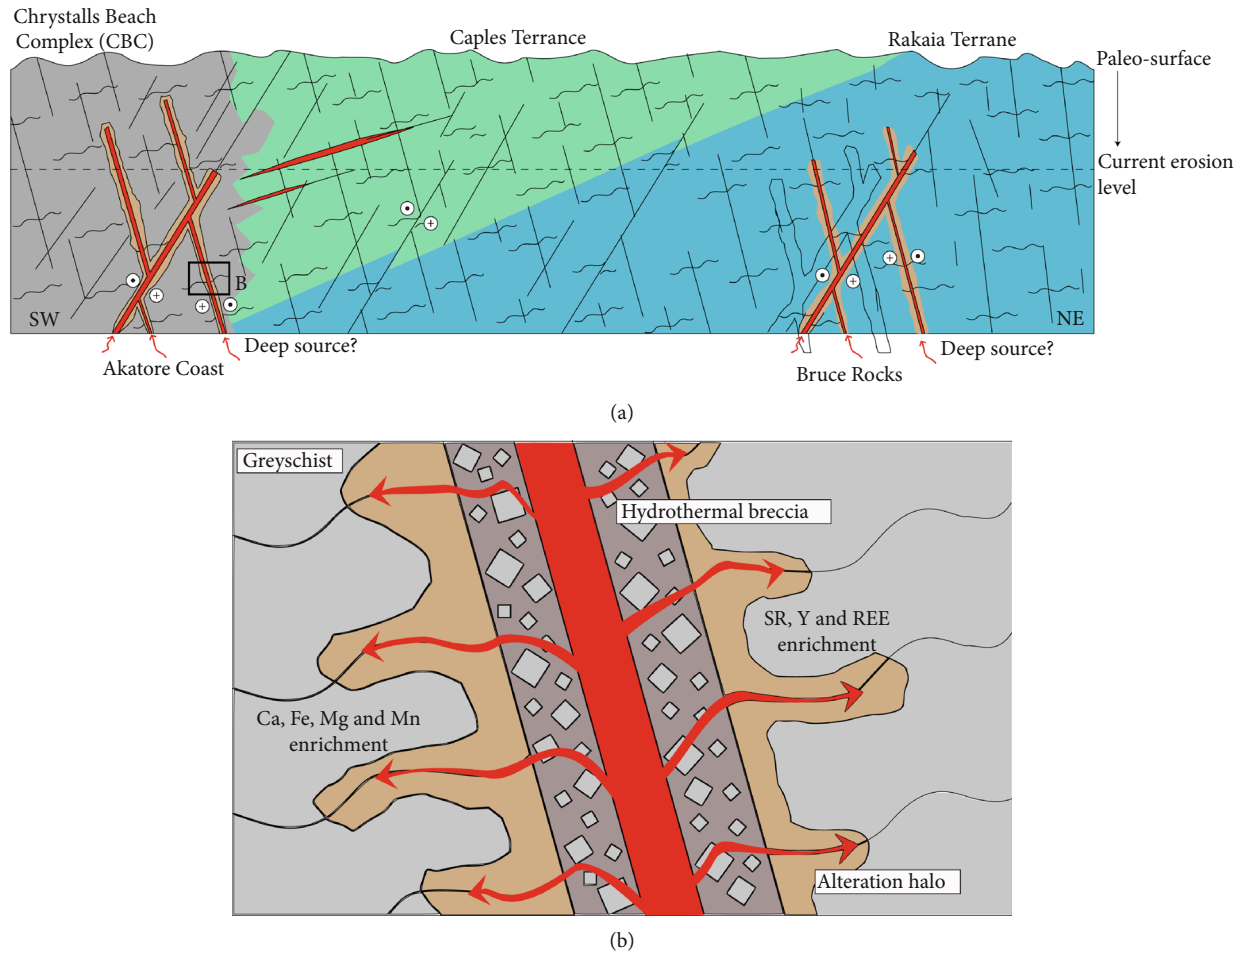 Chrystalls Beach
Complex (CBC)
Caples Terrance
Rakaia Terrane
Paleo-surface
Current erosion
level
B
SW
NE
Deep source?
Akatore Coast
Deep source?
Bruce Rocks
(a)
Greyschist
Hydrothermal breccia
SR, Y and REE
enrichment
Ca, Fe, Mg and Mn
enrichment
Alteration halo
(b)